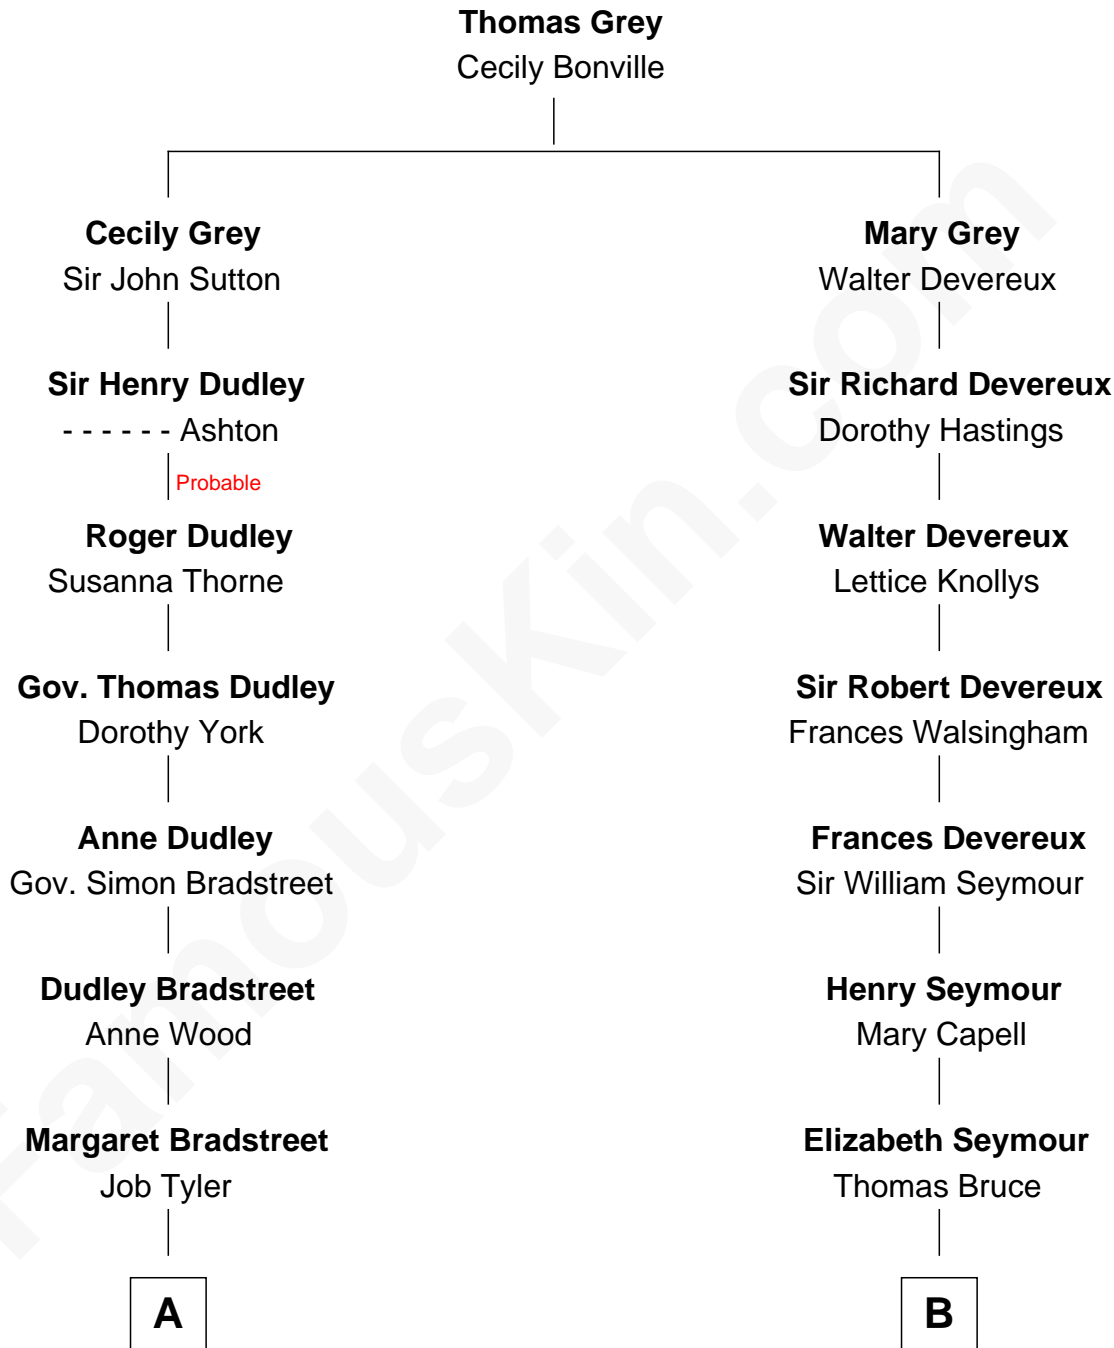 Thomas Grey
Cecily Bonville
Cecily Grey
Sir John Sutton
Mary Grey
Walter Devereux
Sir Henry Dudley
- - - - - - Ashton
Sir Richard Devereux
Dorothy Hastings
Probable
Roger Dudley
Susanna Thorne
Walter Devereux
Lettice Knollys
Gov. Thomas Dudley
Dorothy York
Sir Robert Devereux
Frances Walsingham
Anne Dudley
Gov. Simon Bradstreet
Frances Devereux
Sir William Seymour
Dudley Bradstreet
Anne Wood
Henry Seymour
Mary Capell
Margaret Bradstreet
Job Tyler
Elizabeth Seymour
Thomas Bruce
A
B
FamousKin.com